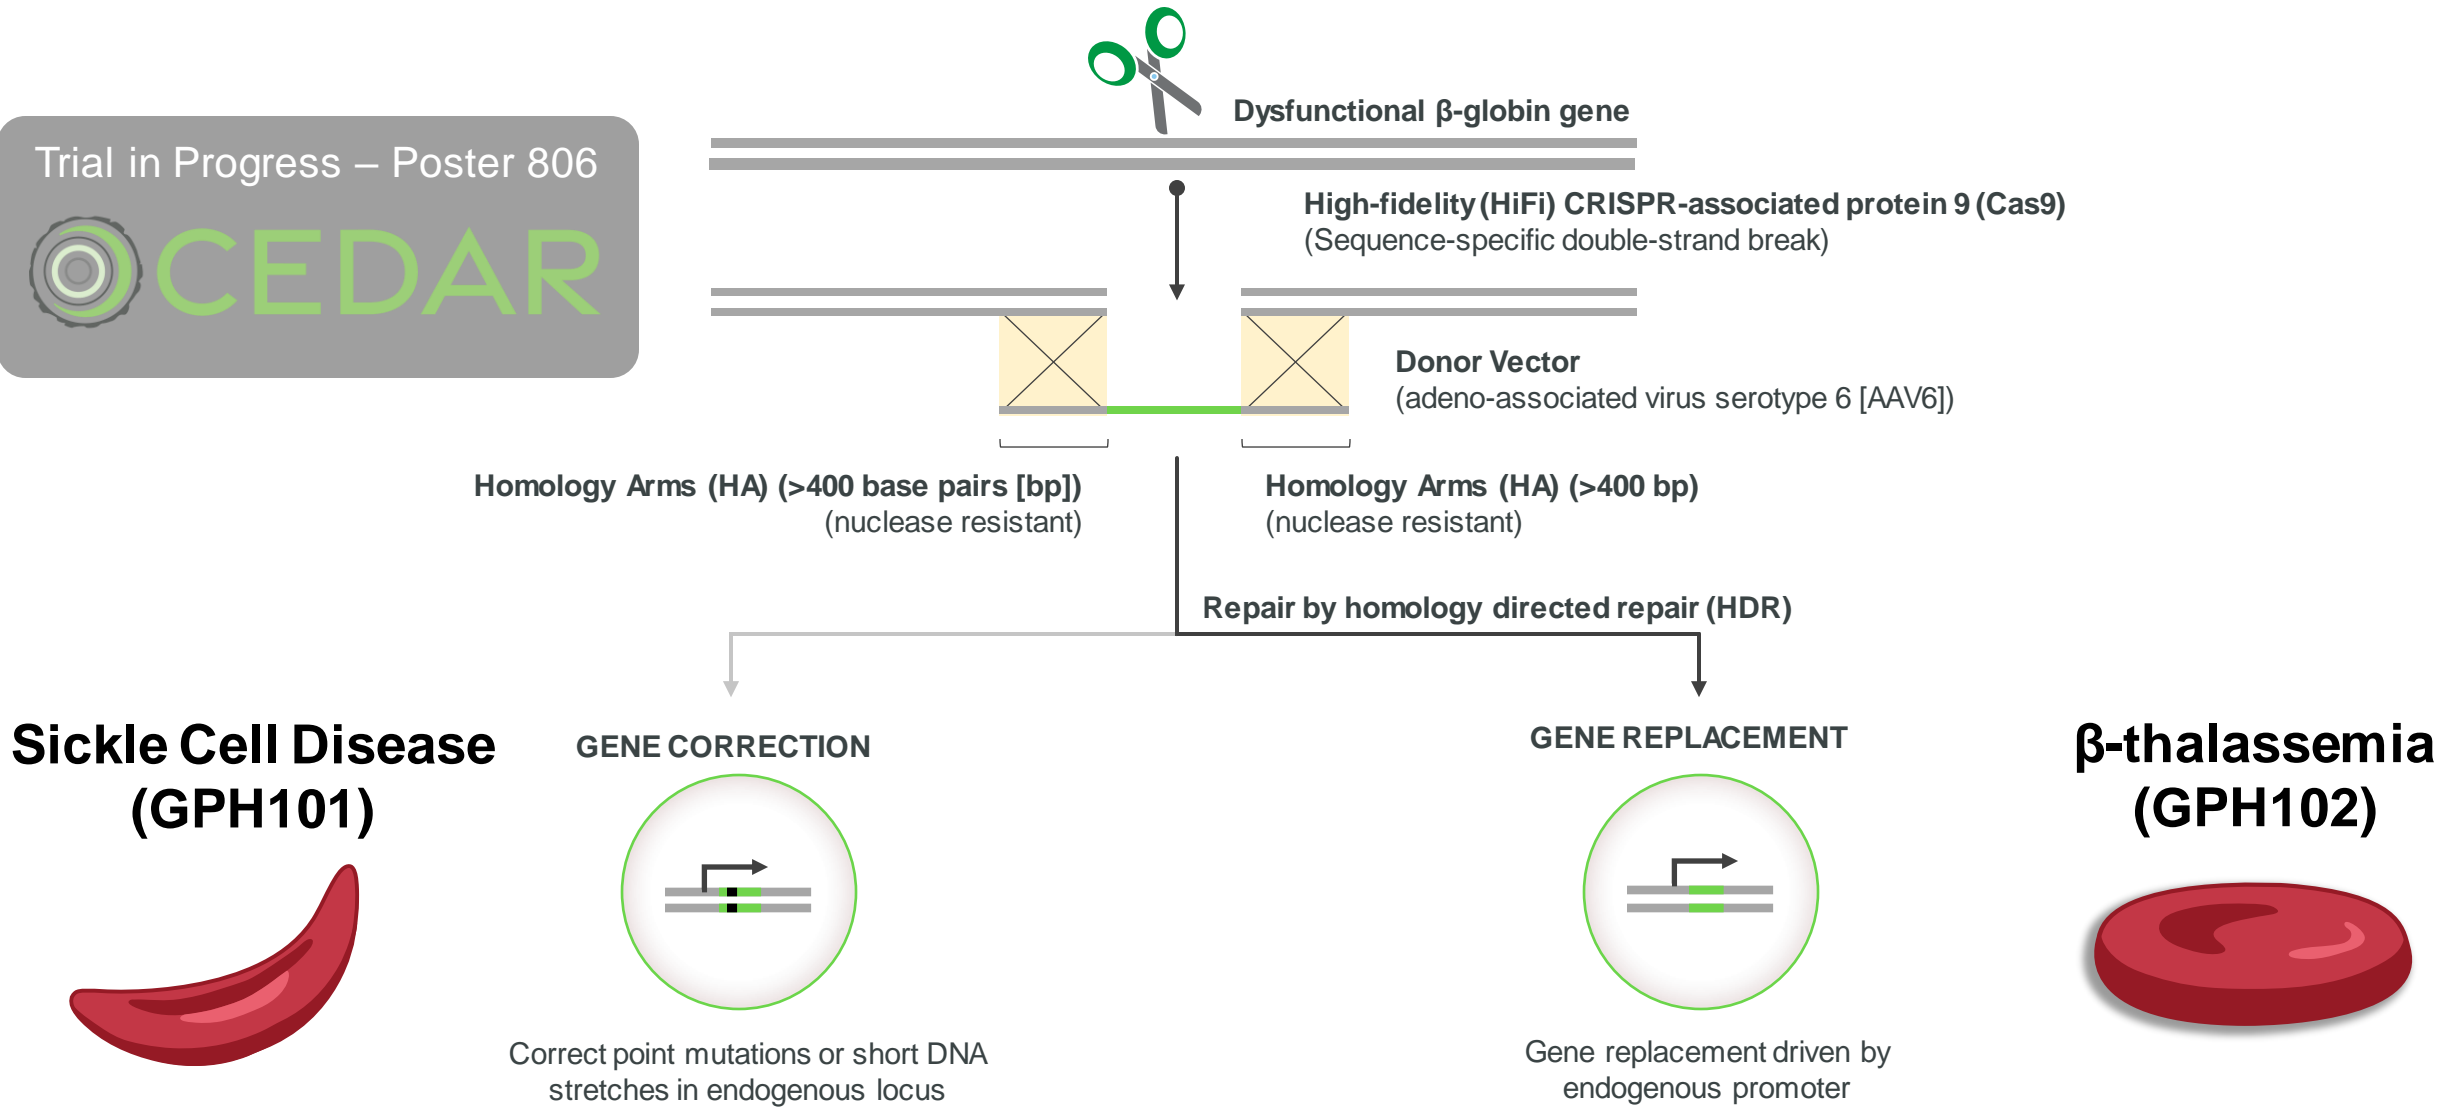 Trial in Progress – Poster 806
CEDAR
Dysfunctional β-globin gene
High-fidelity (HiFi) CRISPR-associated protein 9 (Cas9)
(Sequence-specific double-strand break)
Donor Vector
(adeno-associated virus serotype 6 [AAV6])
Homology Arms (HA) (>400 base pairs [bp])
(nuclease resistant)
Homology Arms (HA) (>400 bp)
(nuclease resistant)
Repair by homology directed repair (HDR)
Sickle Cell Disease
(GPH101)
GENE CORRECTION
Correct point mutations or short DNA
stretches in endogenous locus
GENE REPLACEMENT
Gene replacement driven by
endogenous promoter
β-thalassemia
(GPH102)